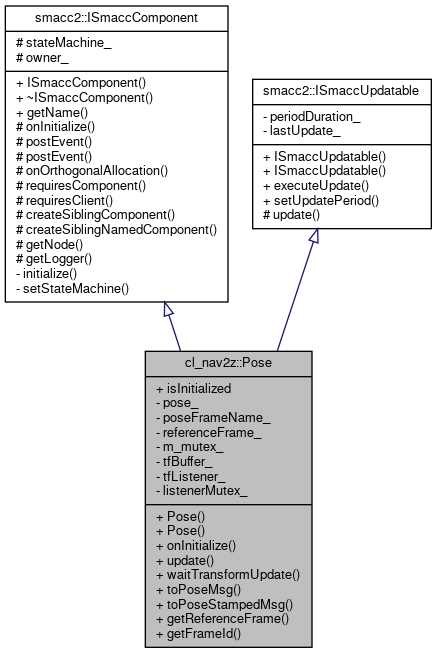 smacc2::ISmaccComponent
# stateMachine_
# owner_
+ ISmaccComponent()
+ ~ISmaccComponent()
+ getName()
# onInitialize()
# postEvent()
# postEvent()
# onOrthogonalAllocation()
# requiresComponent()
# requiresClient()
# createSiblingComponent()
# createSiblingNamedComponent()
# getNode()
# getLogger()
- initialize()
- setStateMachine()
smacc2::ISmaccUpdatable
- periodDuration_
- lastUpdate_
+ ISmaccUpdatable()
+ ISmaccUpdatable()
+ executeUpdate()
+ setUpdatePeriod()
# update()
cl_nav2z::Pose
+ isInitialized
- pose_
- poseFrameName_
- referenceFrame_
- m_mutex_
- tfBuffer_
- tfListener_
- listenerMutex_
+ Pose()
+ Pose()
+ onInitialize()
+ update()
+ waitTransformUpdate()
+ toPoseMsg()
+ toPoseStampedMsg()
+ getReferenceFrame()
+ getFrameId()